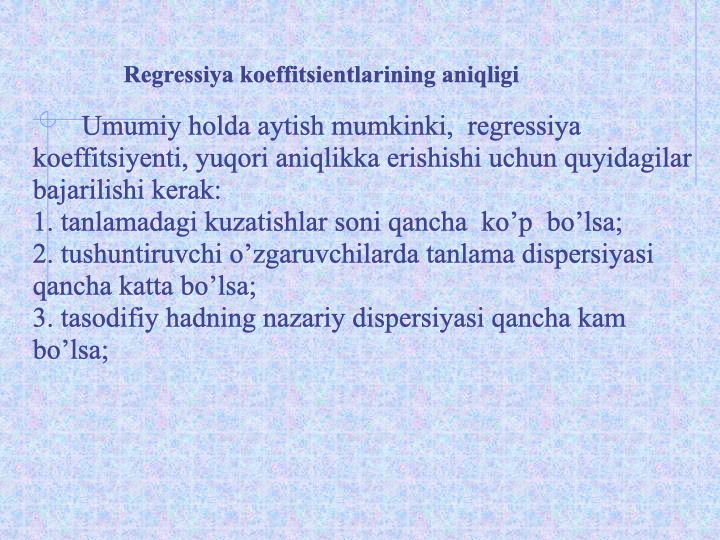 Regressiya koeffitsientlarining aniqligi
Umumiy holda aytish mumkinki,  regressiya
koeffitsiyenti, yuqori aniqlikka erishishi uchun quyidagilar
bajarilishi kerak:
1. tanlamadagi kuzatishlar soni qancha  ko’p  bo’lsa;
2. tushuntiruvchi o’zgaruvchilarda tanlama dispersiyasi
qancha katta bo’lsa;
3. tasodifiy hadning nazariy dispersiyasi qancha kam
bo’lsa;